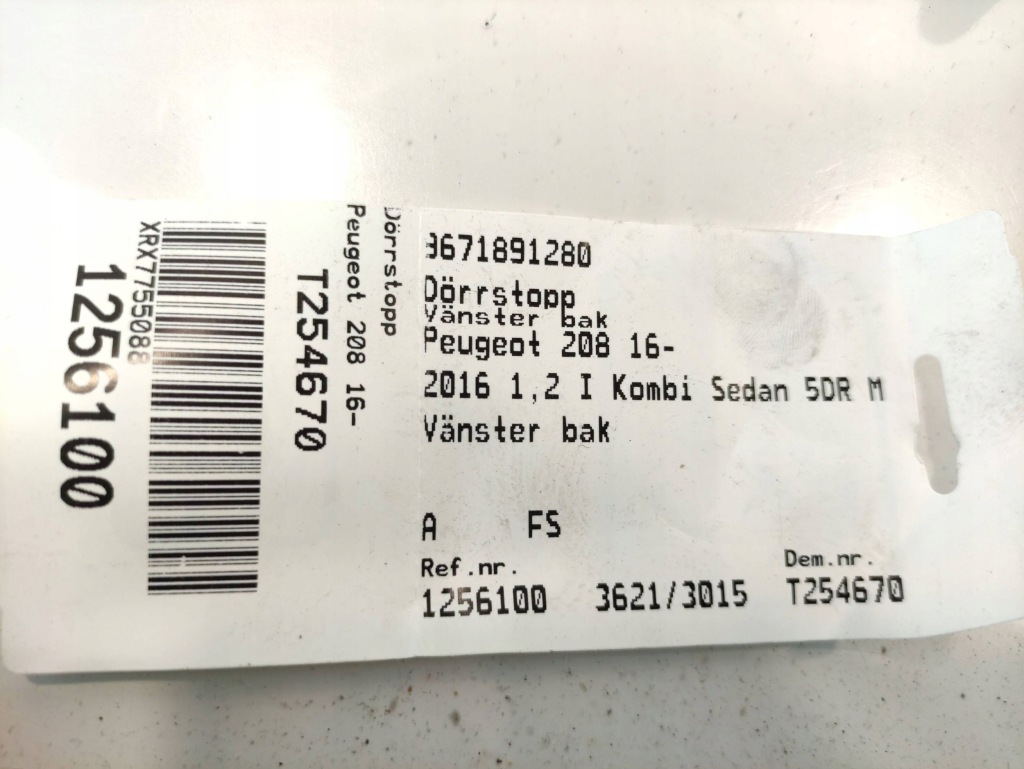 1256100
XRX7755088
T254670
Peugeot 208 16-
Dörrstopp
9671891280
Dörrstopp
Vänster bak
Peugeot 208 16-
2016 1,2 I Kombi Sedan 5DR M
Vänster bak
A FS
Ref.nr. Dem.nr.
1256100 3621/3015 T254670